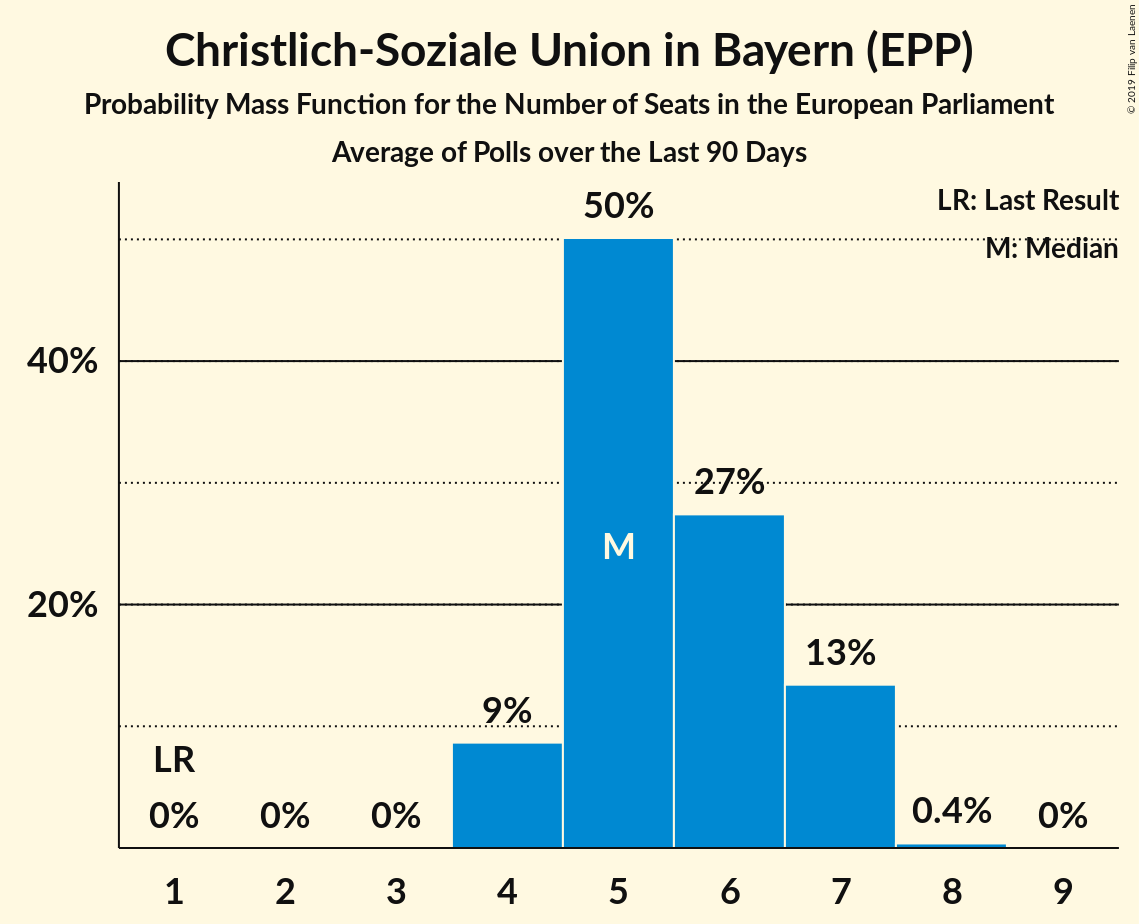 Christlich-Soziale Union in Bayern (EPP)
Probability Mass Function for the Number of Seats in the European Parliament
Average of Polls over the Last 90 Days
© 2019 Filip van Laenen
LR: Last Result
M: Median
50%
40%
27%
M
20%
13%
9%
LR
0% 0% 0% 0.4% 0%
1 2 3 4 5 6 7 8 9